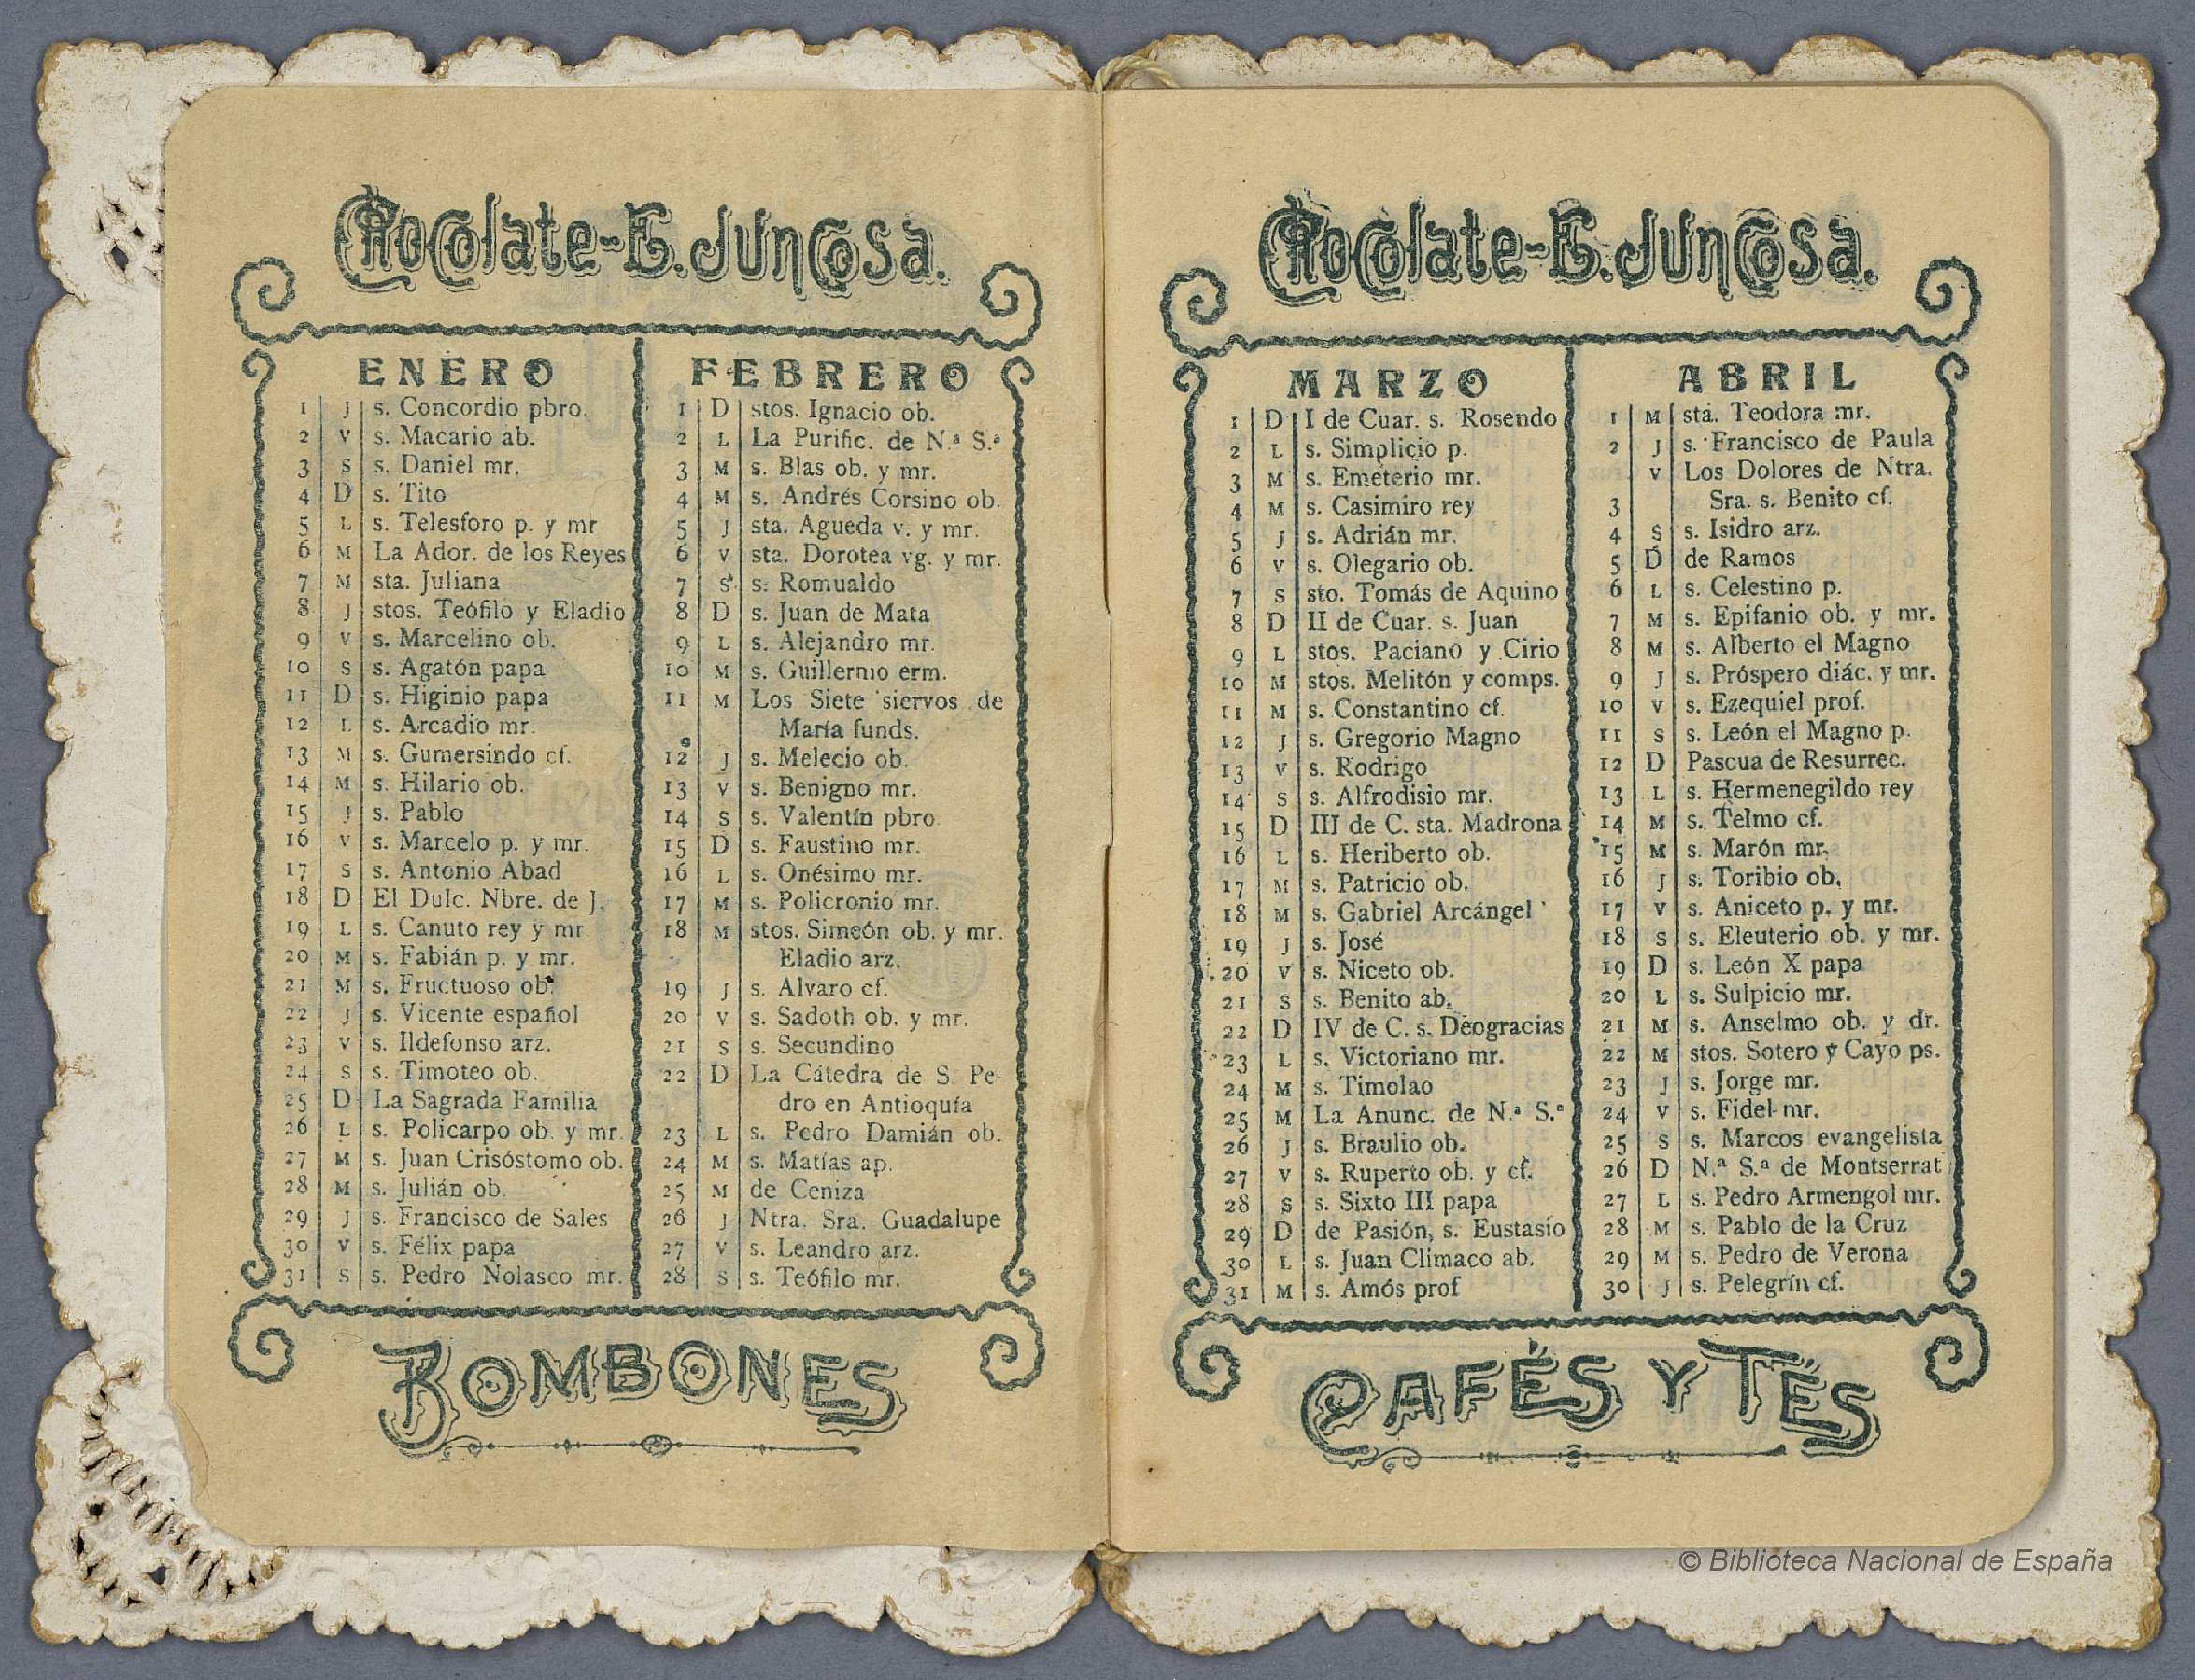 Chocolate-E. Juncosa.
ENERO
1 J s. Concordio pbro.
2 V s. Macario ab.
3 S s. Daniel mr.
4 D s. Tito
5 L s. Telesforo p. y mr
6 M La Ador. de los Reyes
7 M sta. Juliana
8 J stos. Teófilo y Eladio
9 V s. Marcelino ob.
10 S s. Agatón papa
11 D s. Higinio papa
12 L s. Arcadio mr.
13 M s. Gumersindo cf.
14 M s. Hilario ob.
15 J s. Pablo
16 V s. Marcelo p. y mr.
17 S s. Antonio Abad
18 D El Dulc. Nbre. de J.
19 L s. Canuto rey y mr
20 M s. Fabián p. y mr.
21 M s. Fructuoso ob.
22 J s. Vicente español
23 V s. Ildefonso arz.
24 S s. Timoteo ob.
25 D La Sagrada Familia
26 L s. Policarpo ob. y mr.
27 M s. Juan Crisóstomo ob.
28 M s. Julián ob.
29 J s. Francisco de Sales
30 V s. Félix papa
31 S s. Pedro Nolasco mr.
FEBRERO
1 D stos. Ignacio ob.
2 L La Purific. de N.ª S.ª
3 M s. Blas ob. y mr.
4 M s. Andrés Corsino ob.
5 J sta. Agueda v. y mr.
6 V sta. Dorotea vg. y mr.
7 S s. Romualdo
8 D s. Juan de Mata
9 L s. Alejandro mr.
10 M s. Guillermo erm.
11 M Los Siete siervos de
María funds.
12 J s. Melecio ob.
13 V s. Benigno mr.
14 S s. Valentín pbro.
15 D s. Faustino mr.
16 L s. Onésimo mr.
17 M s. Policronio mr.
18 M stos. Simeón ob. y mr.
Eladio arz.
19 J s. Alvaro cf.
20 V s. Sadoth ob. y mr.
21 S s. Secundino
22 D La Cátedra de S. Pe-
dro en Antioquía
23 L s. Pedro Damián ob.
24 M s. Matías ap.
25 M de Ceniza
26 J Ntra. Sra. Guadalupe
27 V s. Leandro arz.
28 S s. Teófilo mr.
BOMBONES
Chocolate-E. Juncosa.
MARZO
1 D I de Cuar. s. Rosendo
2 L s. Simplicio p.
3 M s. Emeterio mr.
4 M s. Casimiro rey
5 J s. Adrián mr.
6 V s. Olegario ob.
7 S sto. Tomás de Aquino
8 D II de Cuar. s. Juan
9 L stos. Paciano y Cirio
10 M stos. Melitón y comps.
11 M s. Constantino cf.
12 J s. Gregorio Magno
13 V s. Rodrigo
14 S s. Alfrodisio mr.
15 D III de C. sta. Madrona
16 L s. Heriberto ob.
17 M s. Patricio ob.
18 M s. Gabriel Arcángel
19 J s. José
20 V s. Niceto ob.
21 S s. Benito ab.
22 D IV de C. s. Deogracias
23 L s. Victoriano mr.
24 M s. Timolao
25 M La Anunc. de N.ª S.ª
26 J s. Braulio ob.
27 V s. Ruperto ob. y cf.
28 S s. Sixto III papa
29 D de Pasión, s. Eustasio
30 L s. Juan Climaco ab.
31 M s. Amós prof
ABRIL
1 M sta. Teodora mr.
2 J s. Francisco de Paula
V Los Dolores de Ntra.
3 Sra. s. Benito cf.
4 S s. Isidro arz.
5 D de Ramos
6 L s. Celestino p.
7 M s. Epifanio ob. y mr.
8 M s. Alberto el Magno
9 J s. Próspero diác. y mr.
10 V s. Ezequiel prof.
11 S s. León el Magno p.
12 D Pascua de Resurrec.
13 L s. Hermenegildo rey
14 M s. Telmo cf.
15 M s. Marón mr.
16 J s. Toribio ob.
17 V s. Aniceto p. y mr.
18 S s. Eleuterio ob. y mr.
19 D s. León X papa
20 L s. Sulpicio mr.
21 M s. Anselmo ob. y dr.
22 M stos. Sotero y Cayo ps.
23 J s. Jorge mr.
24 V s. Fidel mr.
25 S s. Marcos evangelista
26 D N.ª S.ª de Montserrat
27 L s. Pedro Armengol mr.
28 M s. Pablo de la Cruz
29 M s. Pedro de Verona
30 J s. Pelegrín cf.
CAFÉS Y TÉS
© Biblioteca Nacional de España